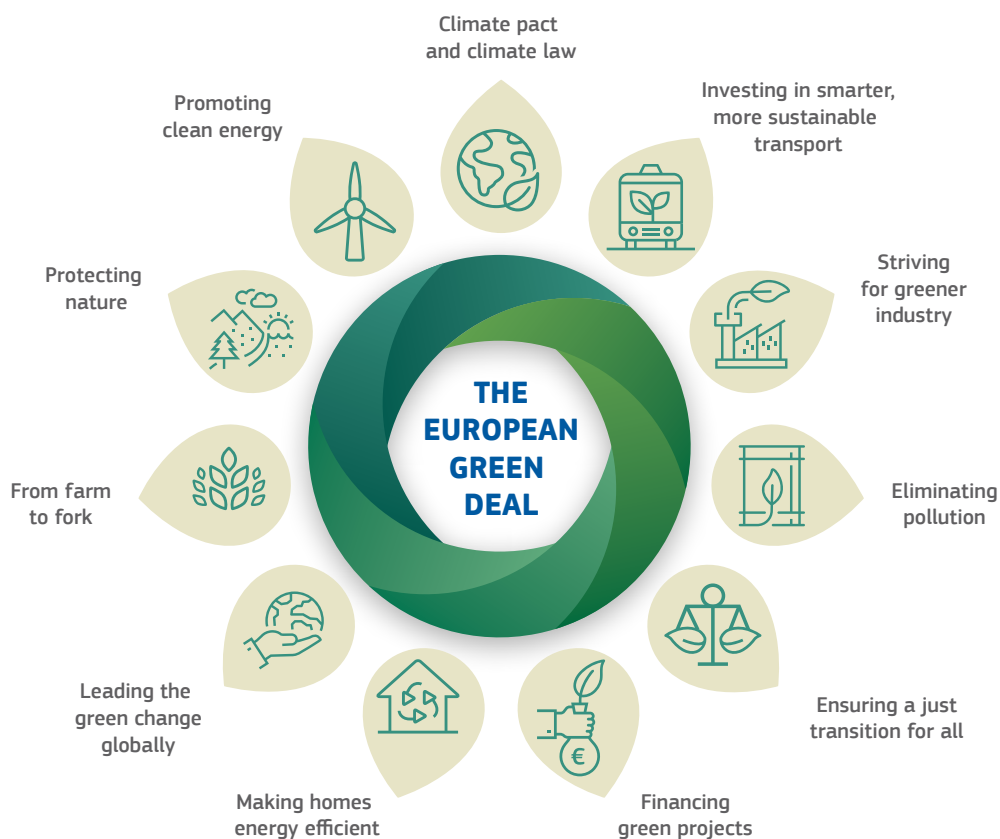 Climate pact
and climate law
Promoting
clean energy
Investing in smarter,
more sustainable
transport
Protecting
nature
Striving
for greener
industry
THE
EUROPEAN
GREEN
DEAL
From farm
to fork
Eliminating
pollution
Leading the
green change
globally
Ensuring a just
transition for all
€
Making homes
energy efficient
Financing
green projects